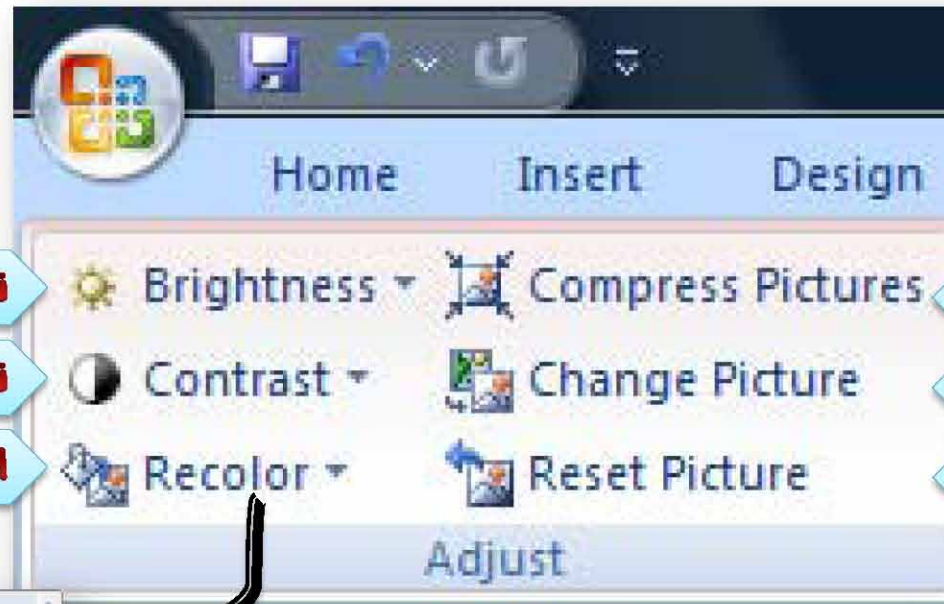 Home Insert Design
Brightness Compress Pictures
Contrast Change Picture
Recolor Reset Picture
Adjust